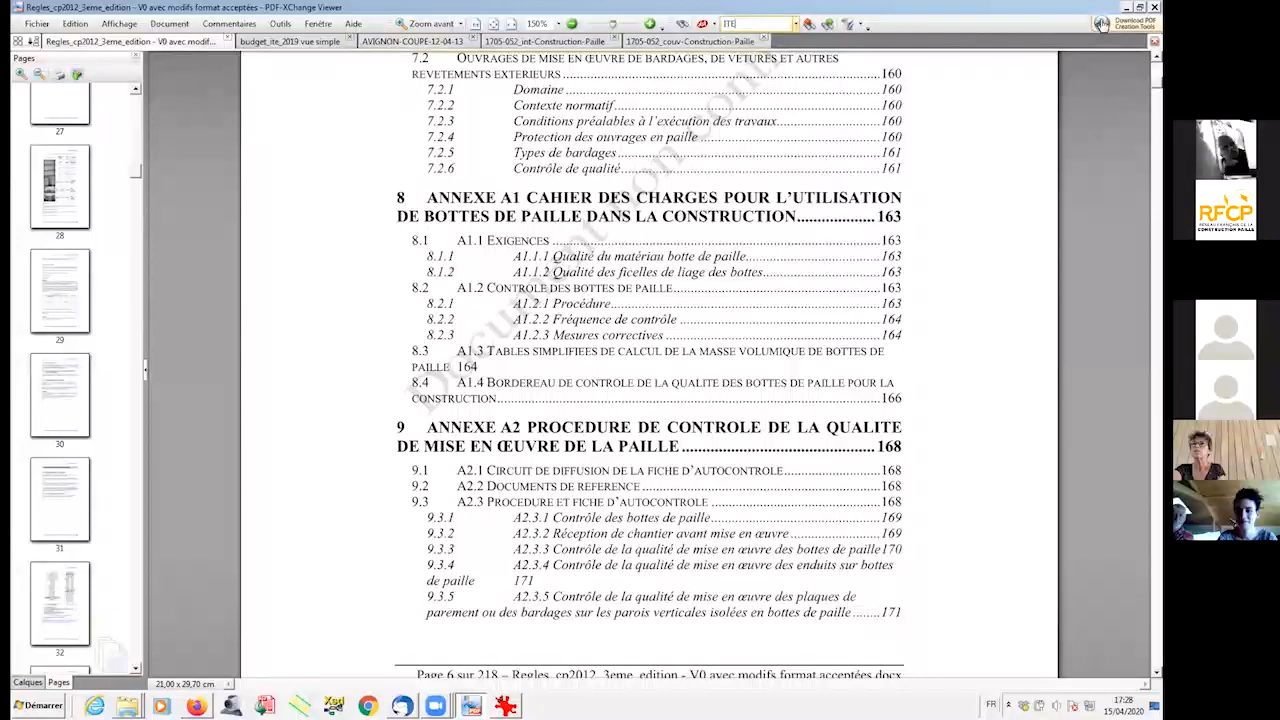 Regles_cp2012_3eme_edition - V0 avec modifs format acceptées - PDF-XChange Viewer
Fichier Edition Affichage Document Commentaires Outils Fenêtre Aide
Zoom avant 150% ITE Download PDF
Creation Tools
Regles_cp2012_3eme_edition - V0 avec modif... budget_ite_2019 vue simple AVIGNON-COUPE-12-04-13 1705-052_int-Construction-Paille 1705-052_couv-Construction-Paille
Pages
27
28
29
30
31
32
7.2 OUVRAGES DE MISE EN ŒUVRE DE BARDAGES, DE VETURES ET AUTRES
REVETEMENTS EXTERIEURS 160
7.2.1 Domaine 160
7.2.2 Contexte normatif 160
7.2.3 Conditions préalables à l'exécution des travaux 160
7.2.4 Protection des ouvrages en paille 160
7.2.5 Types de bardages 161
7.2.6 Contrôle de qualité 161
8 ANNEXE A1 CAHIER DES CHARGES POUR L'UTILISATION
DE BOTTES DE PAILLE DANS LA CONSTRUCTION 163
8.1 A1.1 EXIGENCES 163
8.1.1 A1.1.1 Qualité du matériau botte de paille 163
8.1.2 A1.1.2 Qualité des ficelles de liage des bottes 163
8.2 A1.2 CONTROLE DES BOTTES DE PAILLE 163
8.2.1 A1.2.1 Procédure 163
8.2.2 A1.2.2 Fréquence de contrôle 164
8.2.3 A1.2.3 Mesures correctives 164
8.3 A1.3 TABLES SIMPLIFIEES DE CALCUL DE LA MASSE VOLUMIQUE DE BOTTES DE
PAILLE 164
8.4 A1.4 BORDEREAU DE CONTROLE DE LA QUALITE DES BOTTES DE PAILLE POUR LA
CONSTRUCTION 166
9 ANNEXE A2 PROCEDURE DE CONTROLE DE LA QUALITE
DE MISE EN ŒUVRE DE LA PAILLE 168
9.1 A2.1 CIRCUIT DE DIFFUSION DE LA FICHE D'AUTOCONTROLE 168
9.2 A2.2 DOCUMENTS DE REFERENCE 168
9.3 A2.3 PROCEDURE ET FICHE D'AUTOCONTROLE 168
9.3.1 A2.3.1 Contrôle des bottes de paille 169
9.3.2 A2.3.2 Réception de chantier avant mise en œuvre 169
9.3.3 A2.3.3 Contrôle de la qualité de mise en œuvre des bottes de paille 170
9.3.4 A2.3.4 Contrôle de la qualité de mise en œuvre des enduits sur bottes
de paille 171
9.3.5 A2.3.5 Contrôle de la qualité de mise en œuvre des plaques de
parement ou des bardages sur les parois verticales isolées en bottes de paille 171
Page 6 sur 218 – Regles_cp2012_3eme_edition - V0 avec modifs format acceptées.docx
Calques Pages 21,00 x 29,70 cm
Démarrer FR 17:28
15/04/2020
RFCP
RÉSEAU FRANÇAIS DE LA
CONSTRUCTION PAILLE